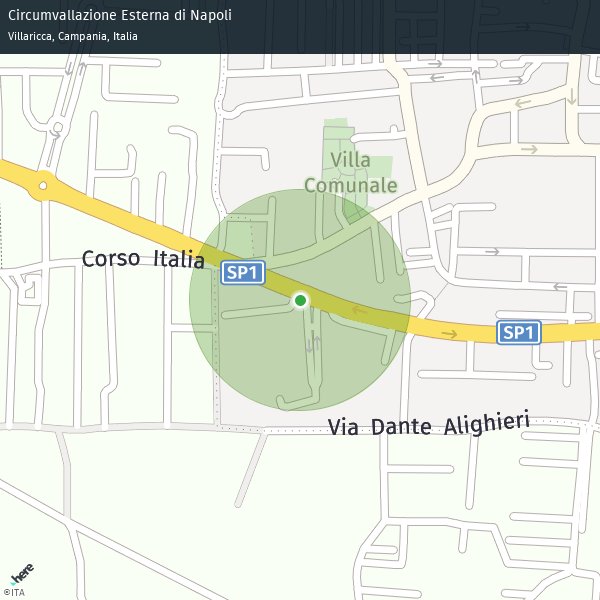 Circumvallazione Esterna di Napoli
Villaricca, Campania, Italia
Villa
Comunale
Corso Italia
SP1
SP1
Via Dante Alighieri
here
©ITA